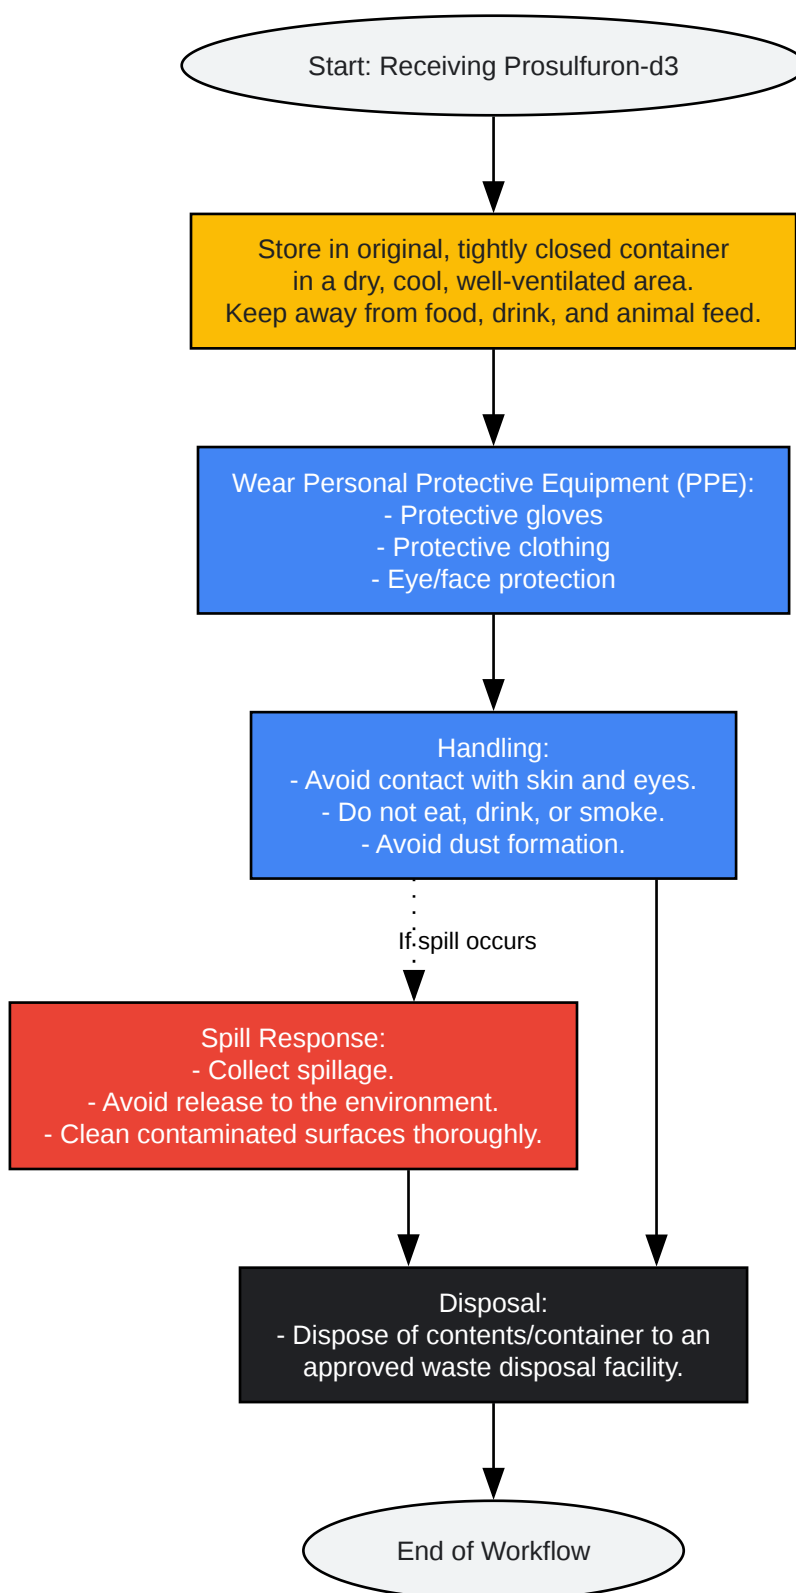 Start: Receiving Prosulfuron-d3
Store in original, tightly closed container
in a dry, cool, well-ventilated area.
Keep away from food, drink, and animal feed.
Wear Personal Protective Equipment (PPE):
- Protective gloves
- Protective clothing
- Eye/face protection
Handling:
- Avoid contact with skin and eyes.
- Do not eat, drink, or smoke.
- Avoid dust formation.
If spill occurs
Spill Response:
- Collect spillage.
- Avoid release to the environment.
- Clean contaminated surfaces thoroughly.
Disposal:
- Dispose of contents/container to an
approved waste disposal facility.
End of Workflow